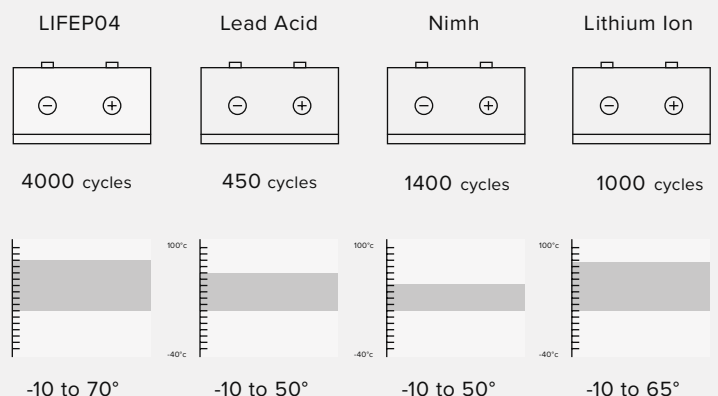 LIFEP04 Lead Acid Nimh Lithium Ion
− + − + − + − +
4000 cycles 450 cycles 1400 cycles 1000 cycles
100°c 100°c 100°c
-40°c -40°c -40°c
-10 to 70° -10 to 50° -10 to 50° -10 to 65°